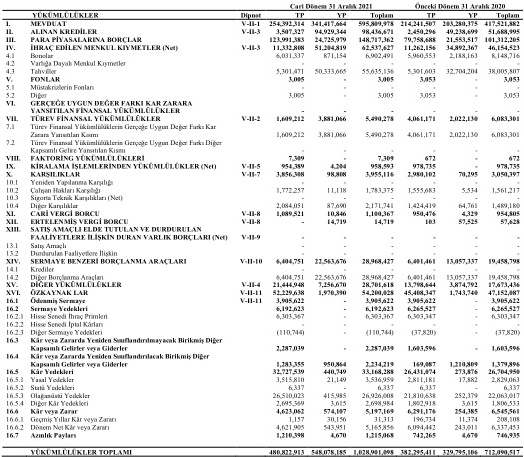 Cari Dönem 31 Aralık 2021 Önceki Dönem 31 Aralık 2020
YÜKÜMLÜLÜKLER Dipnot TP YP Toplam TP YP Toplam
I. MEVDUAT V-II-1 254,392,314 341,417,664 595,809,978 214,241,507 203,280,375 417,521,882
II. ALINAN KREDİLER V-II-3 3,507,327 94,929,344 98,436,671 2,450,296 49,238,699 51,688,995
III. PARA PİYASALARINA BORÇLAR 123,991,383 24,725,979 148,717,362 79,758,688 21,553,517 101,312,205
IV. İHRAÇ EDİLEN MENKUL KIYMETLER (Net) V-II-3 11,332,808 51,204,819 62,537,627 11,262,156 34,892,367 46,154,523
4.1 Bonolar 6,031,337 871,154 6,902,491 5,960,553 2,188,163 8,148,716
4.2 Varlığa Dayalı Menkul Kıymetler - - - - - -
4.3 Tahviller 5,301,471 50,333,665 55,635,136 5,301,603 32,704,204 38,005,807
V. FONLAR 3,005 - 3,005 3,053 - 3,053
5.1 Müstakrizlerin Fonları - - - - - -
5.2 Diğer 3,005 - 3,005 3,053 - 3,053
VI. GERÇEĞE UYGUN DEĞER FARKI KAR ZARARA
YANSITILAN FİNANSAL YÜKÜMLÜLÜKLER - - - - - -
VII. TÜREV FİNANSAL YÜKÜMLÜLÜKLER V-II-2 1,609,212 3,881,066 5,490,278 4,061,171 2,022,130 6,083,301
7.1 Türev Finansal Yükümlülüklerin Gerçeğe Uygun Değer Farkı Kar
Zarara Yansıtılan Kısmı 1,609,212 3,881,066 5,490,278 4,061,171 2,022,130 6,083,301
7.2 Türev Finansal Yükümlülüklerin Gerçeğe Uygun Değer Farkı Diğer
Kapsamlı Gelire Yansıtılan Kısmı - - - - - -
VIII. FAKTORİNG YÜKÜMLÜLÜKLERİ 7,309 - 7,309 672 - 672
IX. KİRALAMA İŞLEMLERİNDEN YÜKÜMLÜLÜKLER (Net) V-II-5 954,389 4,204 958,593 978,735 - 978,735
X. KARŞILIKLAR V-II-7 3,856,308 98,808 3,955,116 2,980,102 70,295 3,050,397
10.1 Yeniden Yapılanma Karşılığı - - - - - -
10.2 Çalışan Hakları Karşılığı 1,772,257 11,118 1,783,375 1,555,683 5,534 1,561,217
10.3 Sigorta Teknik Karşılıkları (Net) - - - - - -
10.4 Diğer Karşılıklar 2,084,051 87,690 2,171,741 1,424,419 64,761 1,489,180
XI. CARİ VERGİ BORCU V-II-8 1,089,521 10,846 1,100,367 950,476 4,329 954,805
XII. ERTELENMİŞ VERGİ BORCU V-II-8 - 14,719 14,719 103 57,525 57,628
XIII. SATIŞ AMAÇLI ELDE TUTULAN VE DURDURULAN
FAALİYETLERE İLİŞKİN DURAN VARLIK BORÇLARI (Net) V-II-9 - - - - - -
13.1 Satış Amaçlı - - - - - -
13.2 Durdurulan Faaliyetlere İlişkin - - - - - -
XIV. SERMAYE BENZERİ BORÇLANMA ARAÇLARI V-II-10 6,404,751 22,563,676 28,968,427 6,401,461 13,057,337 19,458,798
14.1 Krediler - - - - - -
14.2 Diğer Borçlanma Araçları 6,404,751 22,563,676 28,968,427 6,401,461 13,057,337 19,458,798
XV. DİĞER YÜKÜMLÜLÜKLER V-II-4 21,444,948 7,256,670 28,701,618 13,798,644 3,874,792 17,673,436
XVI. ÖZKAYNAKLAR V-II-11 52,229,638 1,970,390 54,200,028 45,408,347 1,743,740 47,152,087
16.1 Ödenmiş Sermaye V-II-11 3,905,622 - 3,905,622 3,905,622 - 3,905,622
16.2 Sermaye Yedekleri 6,192,623 - 6,192,623 6,265,527 - 6,265,527
16.2.1 Hisse Senedi İhraç Primleri 6,303,367 - 6,303,367 6,303,347 - 6,303,347
16.2.2 Hisse Senedi İptal Kârları - - - - - -
16.2.3 Diğer Sermaye Yedekleri (110,744) - (110,744) (37,820) - (37,820)
16.3 Kâr veya Zararda Yeniden Sınıflandırılmayacak Birikmiş Diğer
Kapsamlı Gelirler veya Giderler 2,287,039 - 2,287,039 1,603,596 - 1,603,596
16.4 Kâr veya Zararda Yeniden Sınıflandırılacak Birikmiş Diğer
Kapsamlı Gelirler veya Giderler 1,283,355 950,864 2,234,219 169,087 1,210,809 1,379,896
16.5 Kâr Yedekleri 32,727,539 440,749 33,168,288 26,431,074 273,876 26,704,950
16.5.1 Yasal Yedekler 3,515,810 21,149 3,536,959 2,811,181 17,882 2,829,063
16.5.2 Statü Yedekleri 6,337 - 6,337 6,337 - 6,337
16.5.3 Olağanüstü Yedekler 26,510,023 415,985 26,926,008 21,810,638 252,379 22,063,017
16.5.4 Diğer Kâr Yedekleri 2,695,369 3,615 2,698,984 1,802,918 3,615 1,806,533
16.6 Kâr veya Zarar 4,623,062 574,107 5,197,169 6,291,176 254,385 6,545,561
16.6.1 Geçmiş Yıllar Kâr veya Zararı 1,157 30,156 31,313 196,734 11,374 208,108
16.6.2 Dönem Net Kâr veya Zararı 4,621,905 543,951 5,165,856 6,094,442 243,011 6,337,453
16.7 Azınlık Payları 1,210,398 4,670 1,215,068 742,265 4,670 746,935
YÜKÜMLÜLÜKLER TOPLAMI 480,822,913 548,078,185 1,028,901,098 382,295,411 329,795,106 712,090,517